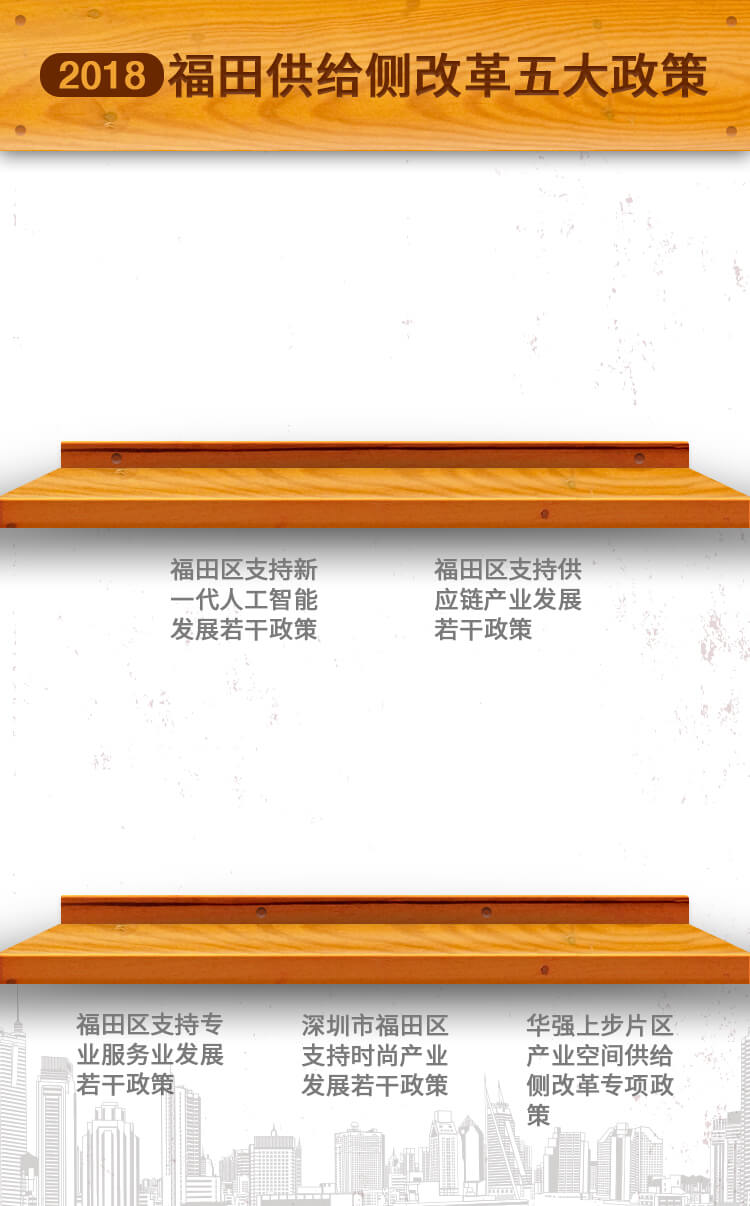 2018 福田供给侧改革五大政策
福田区支持新
一代人工智能
发展若干政策
福田区支持供
应链产业发展
若干政策
福田区支持专
业服务业发展
若干政策
深圳市福田区
支持时尚产业
发展若干政策
华强上步片区
产业空间供给
侧改革专项政
策